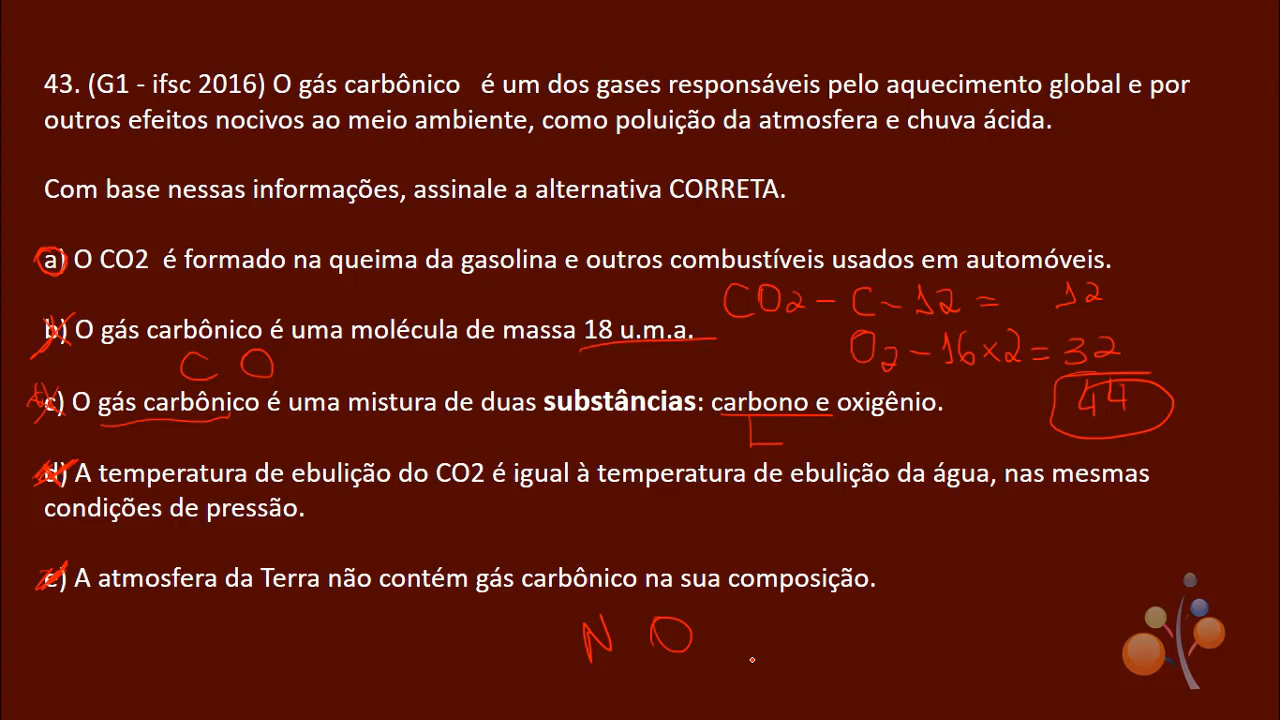 43. (G1 - ifsc 2016) O gás carbônico é um dos gases responsáveis pelo aquecimento global e por
outros efeitos nocivos ao meio ambiente, como poluição da atmosfera e chuva ácida.
Com base nessas informações, assinale a alternativa CORRETA.
a) O CO2 é formado na queima da gasolina e outros combustíveis usados em automóveis.
CO2 - C - 12 = 12
b) O gás carbônico é uma molécula de massa 18 u.m.a.
O2 - 16 x 2 = 32
C O
c) O gás carbônico é uma mistura de duas substâncias: carbono e oxigênio.
44
d) A temperatura de ebulição do CO2 é igual à temperatura de ebulição da água, nas mesmas
condições de pressão.
e) A atmosfera da Terra não contém gás carbônico na sua composição.
N O